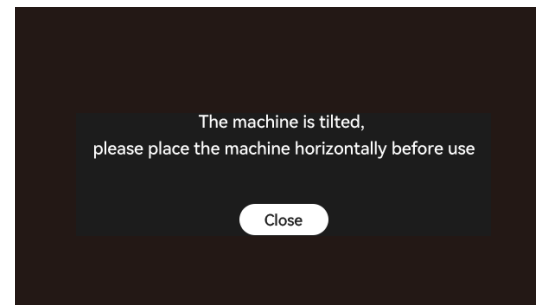 The machine is tilted,
please place the machine horizontally before use
Close